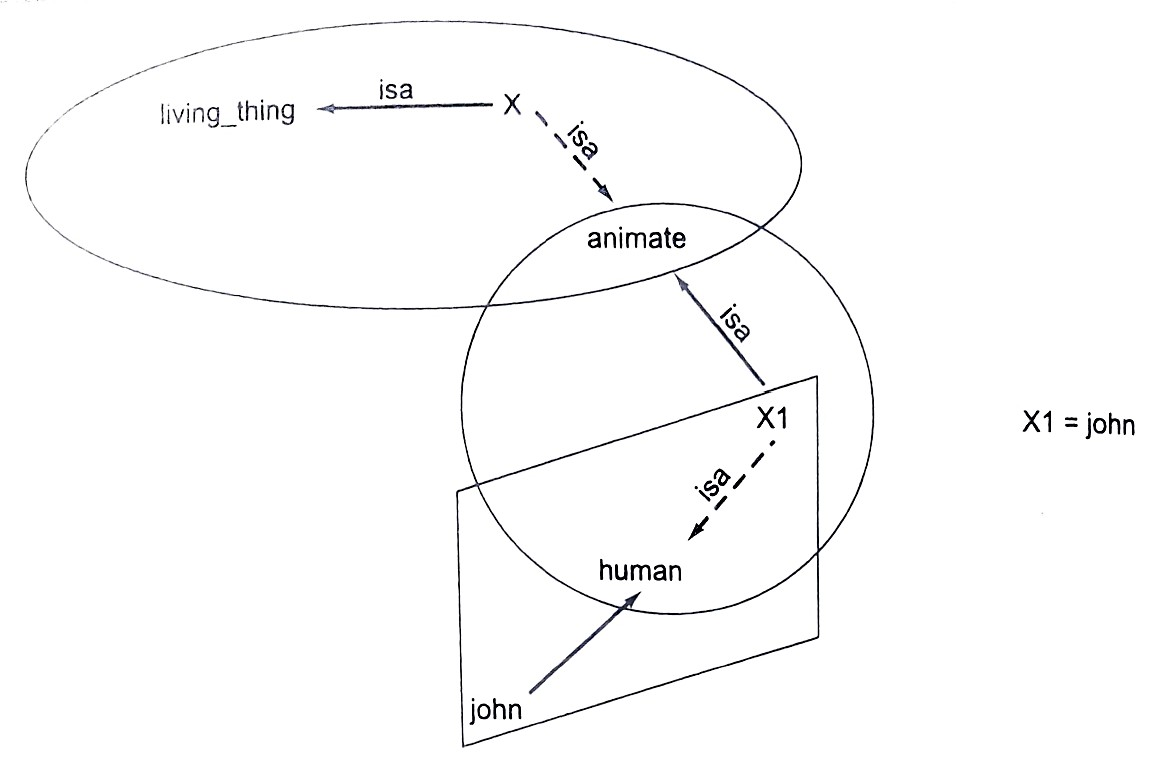 isa
living_thing X
isa
animate
isa
X1
X1 = john
isa
human
john